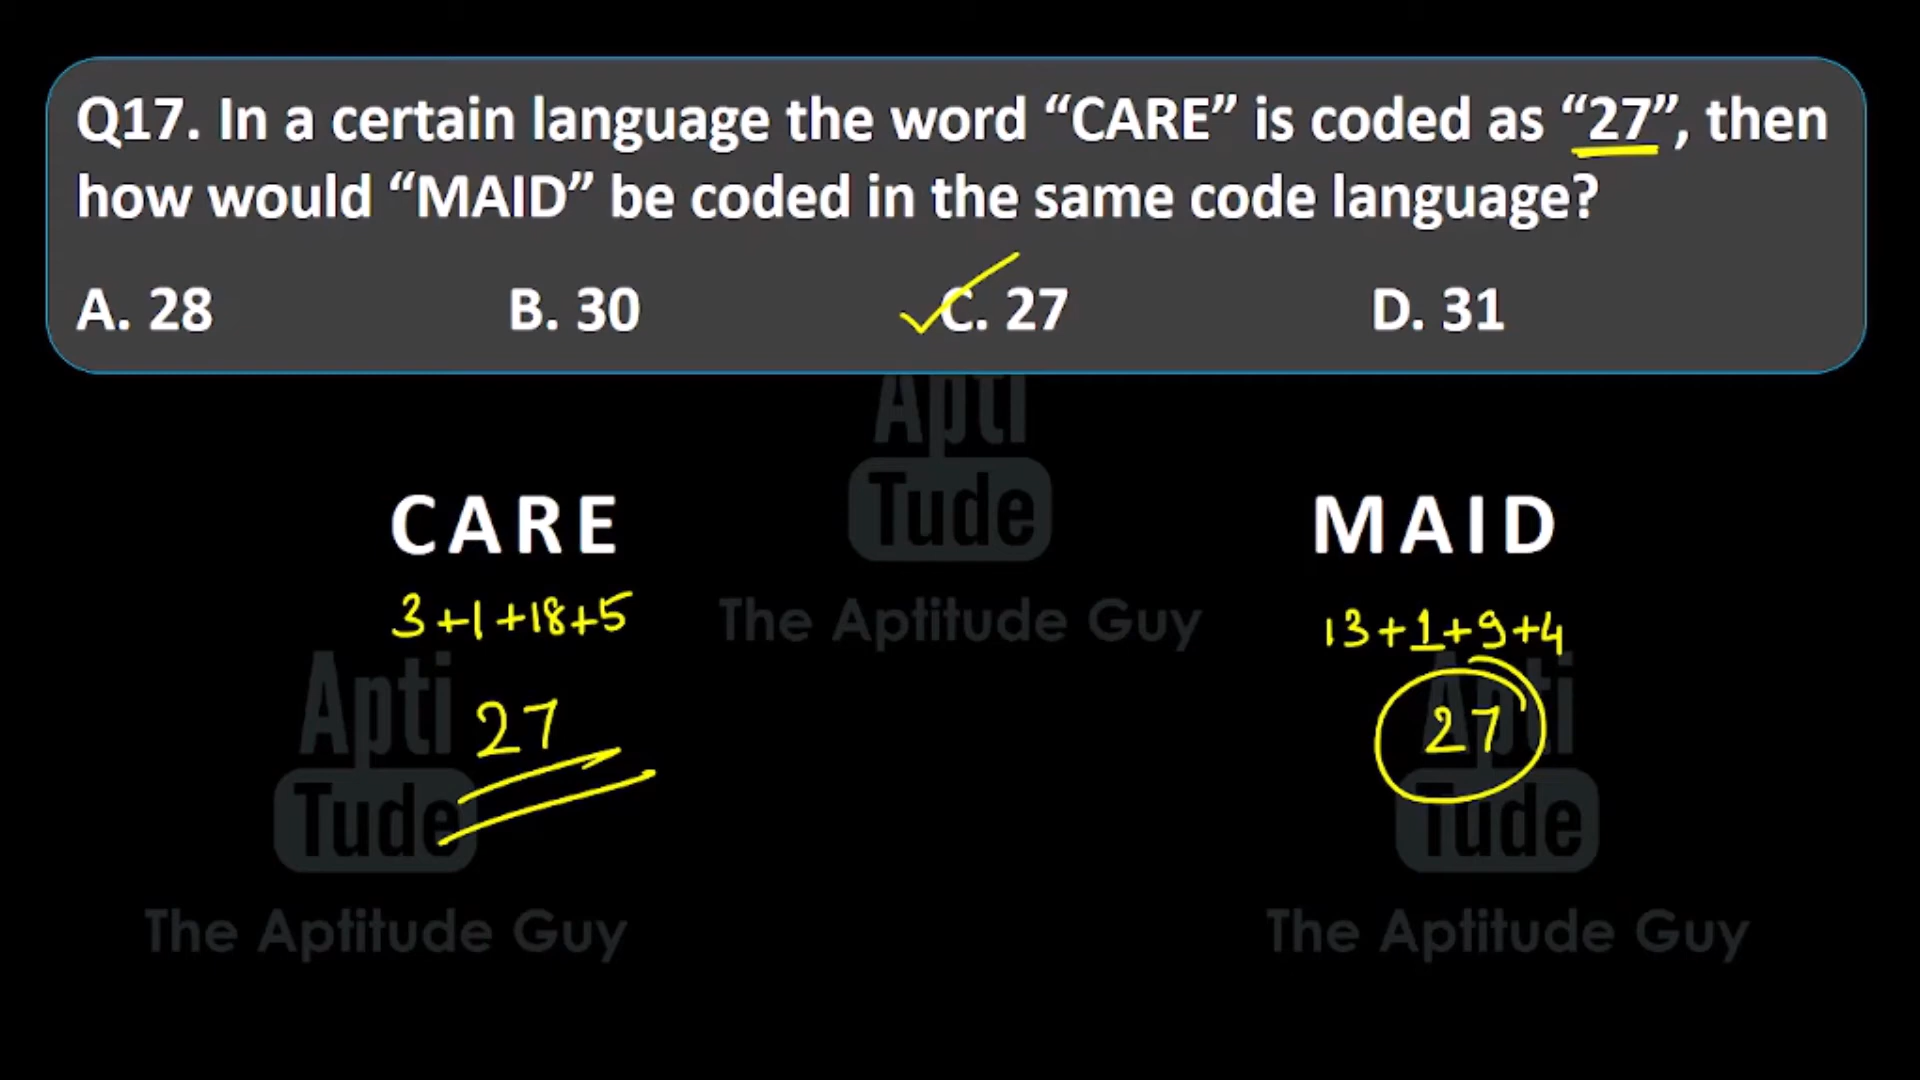 Q17. In a certain language the word “CARE” is coded as “27”, then
how would “MAID” be coded in the same code language?
A. 28 B. 30 C. 27 D. 31
Apti
Tude
The Aptitude Guy
CARE MAID
3+1+18+5 13+1+9+4
27 27
Apti Apti
Tude Tude
The Aptitude Guy The Aptitude Guy